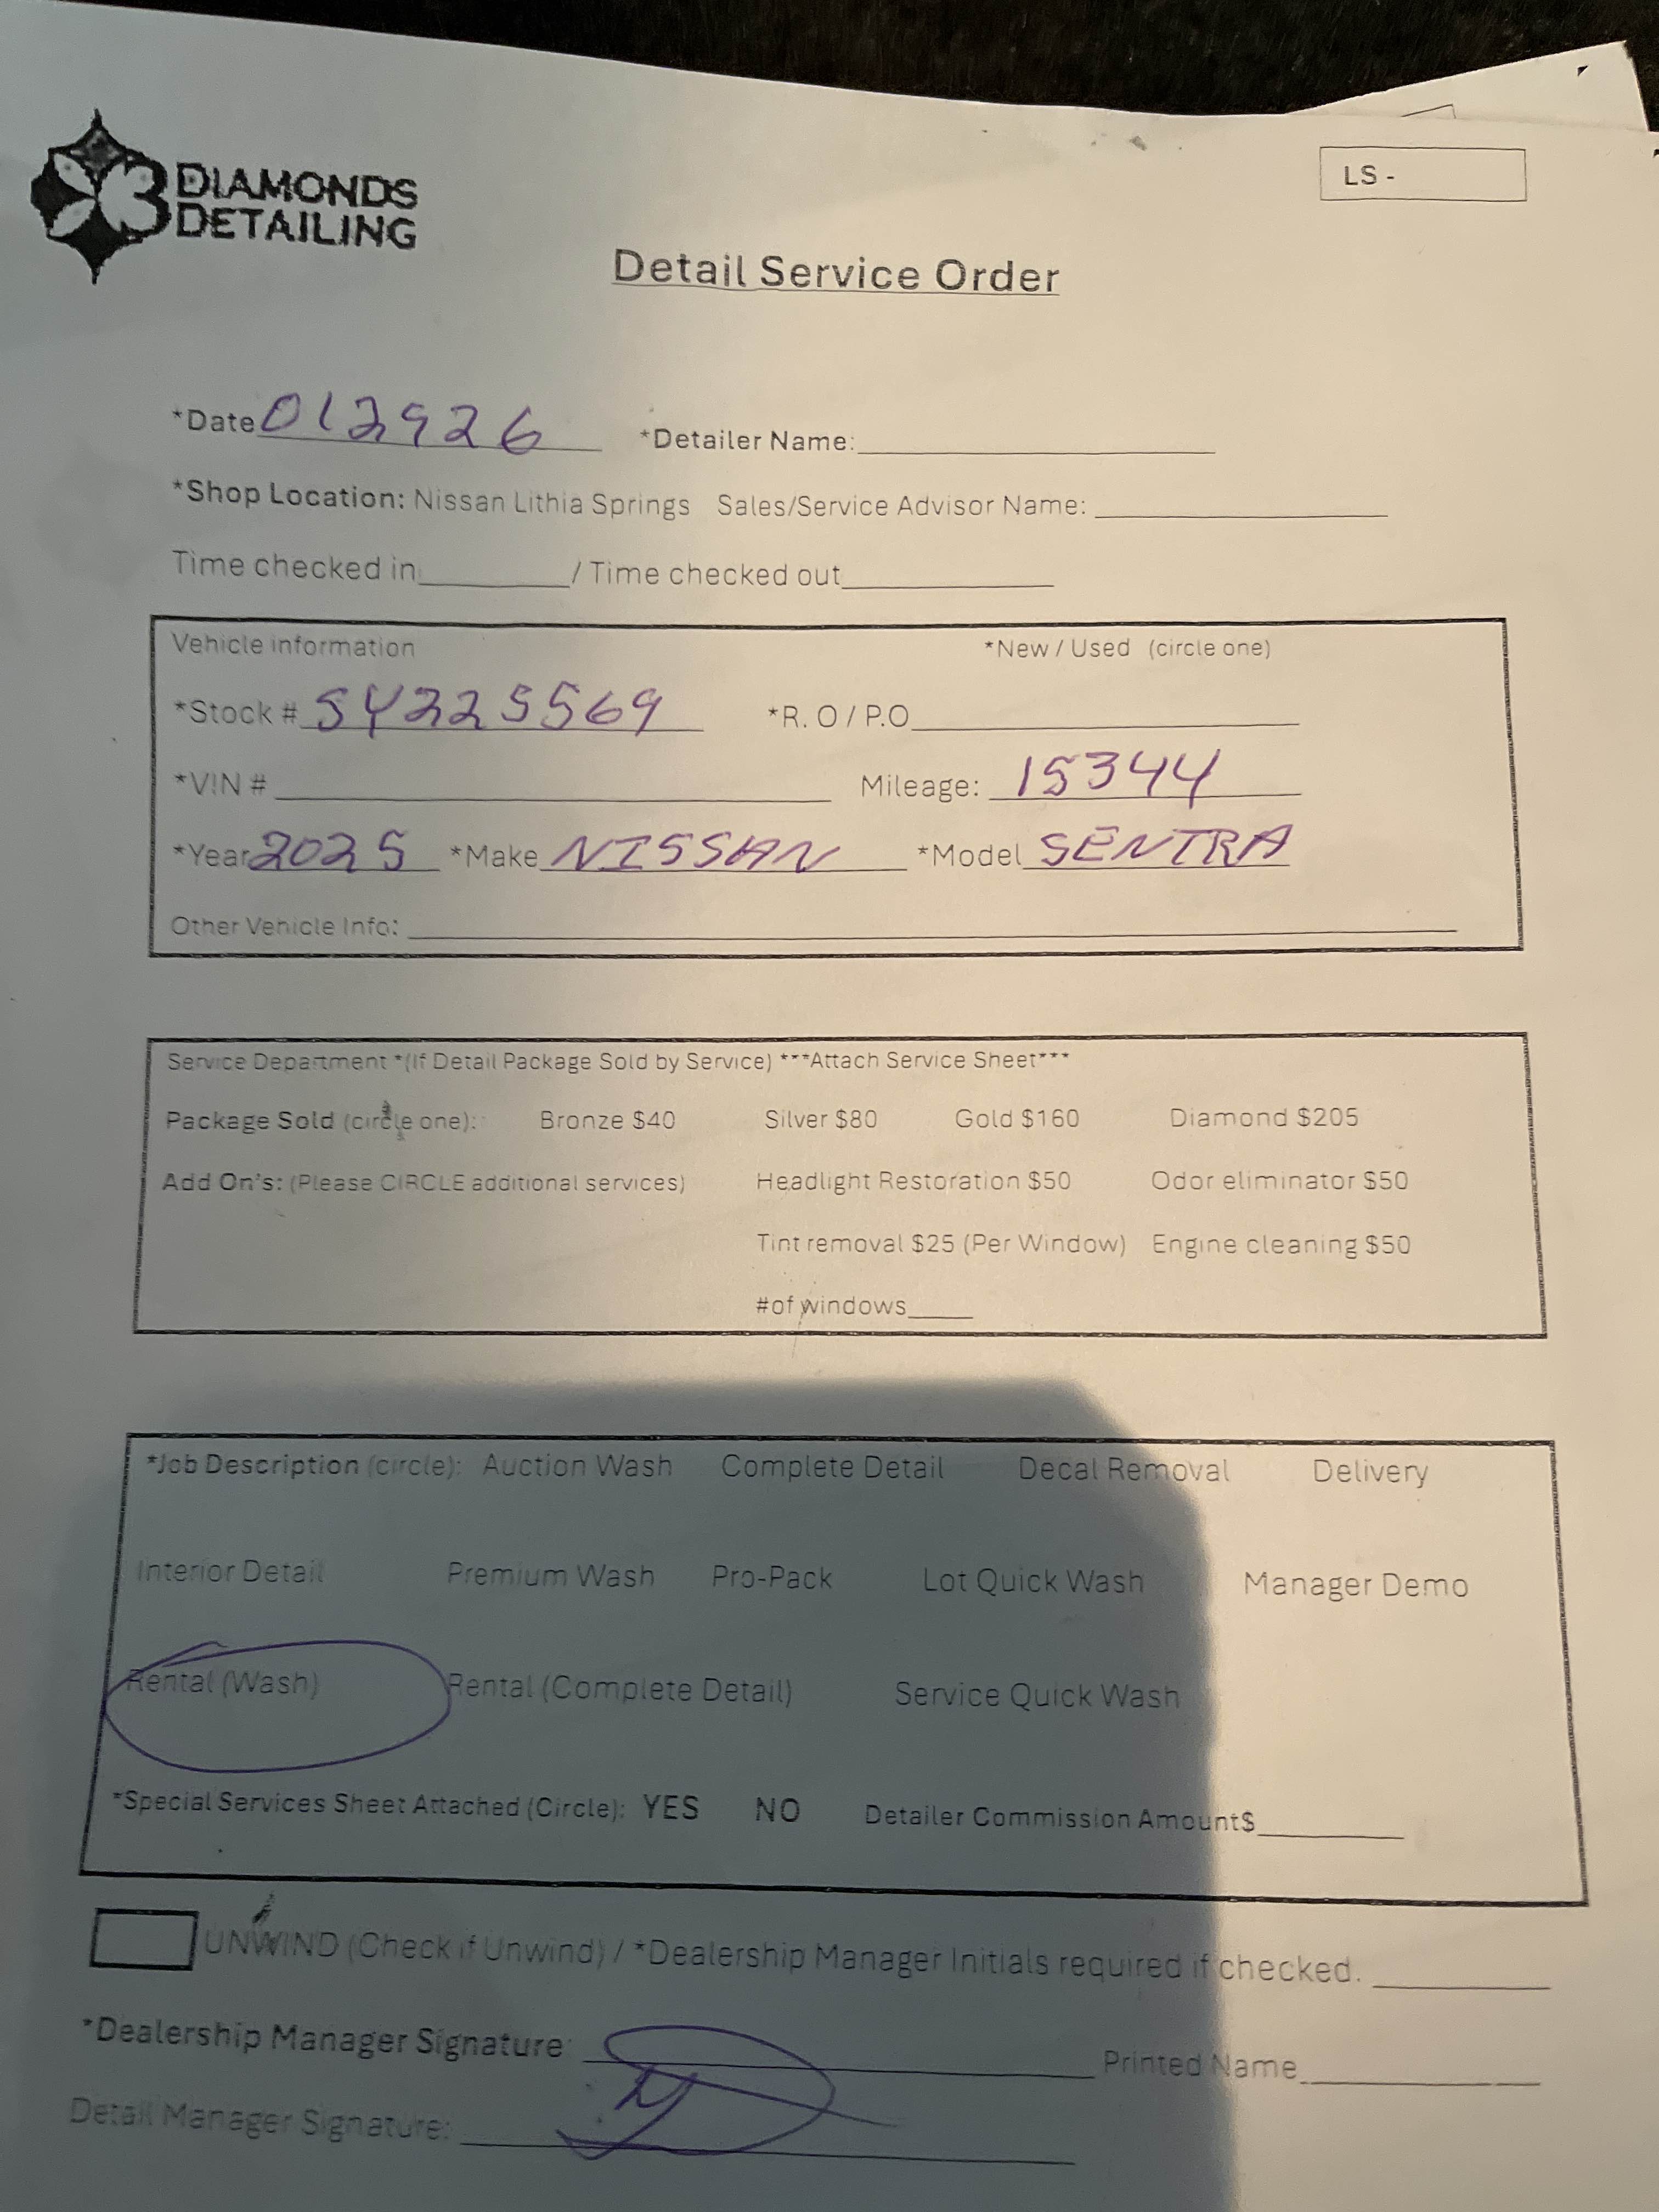 3 DIAMONDS
DETAILING
LS -
Detail Service Order
*Date 012926 *Detailer Name:
*Shop Location: Nissan Lithia Springs Sales/Service Advisor Name:
Time checked in / Time checked out
Vehicle information *New / Used (circle one)
*Stock # SY225569 *R. O / P.O
*VIN # Mileage: 15344
*Year 2025 *Make NISSAN *Model SENTRA
Other Vehicle Info:
Service Department *(If Detail Package Sold by Service) ***Attach Service Sheet***
Package Sold (circle one): Bronze $40 Silver $80 Gold $160 Diamond $205
Add On's: (Please CIRCLE additional services) Headlight Restoration $50 Odor eliminator $50
Tint removal $25 (Per Window) Engine cleaning $50
#of windows
*Job Description (circle): Auction Wash Complete Detail Decal Removal Delivery
Interior Detail Premium Wash Pro-Pack Lot Quick Wash Manager Demo
Rental (Wash) Rental (Complete Detail) Service Quick Wash
*Special Services Sheet Attached (Circle): YES NO Detailer Commission Amount$
UNWIND (Check if Unwind) / *Dealership Manager Initials required if checked.
*Dealership Manager Signature: Printed Name
Detail Manager Signature: